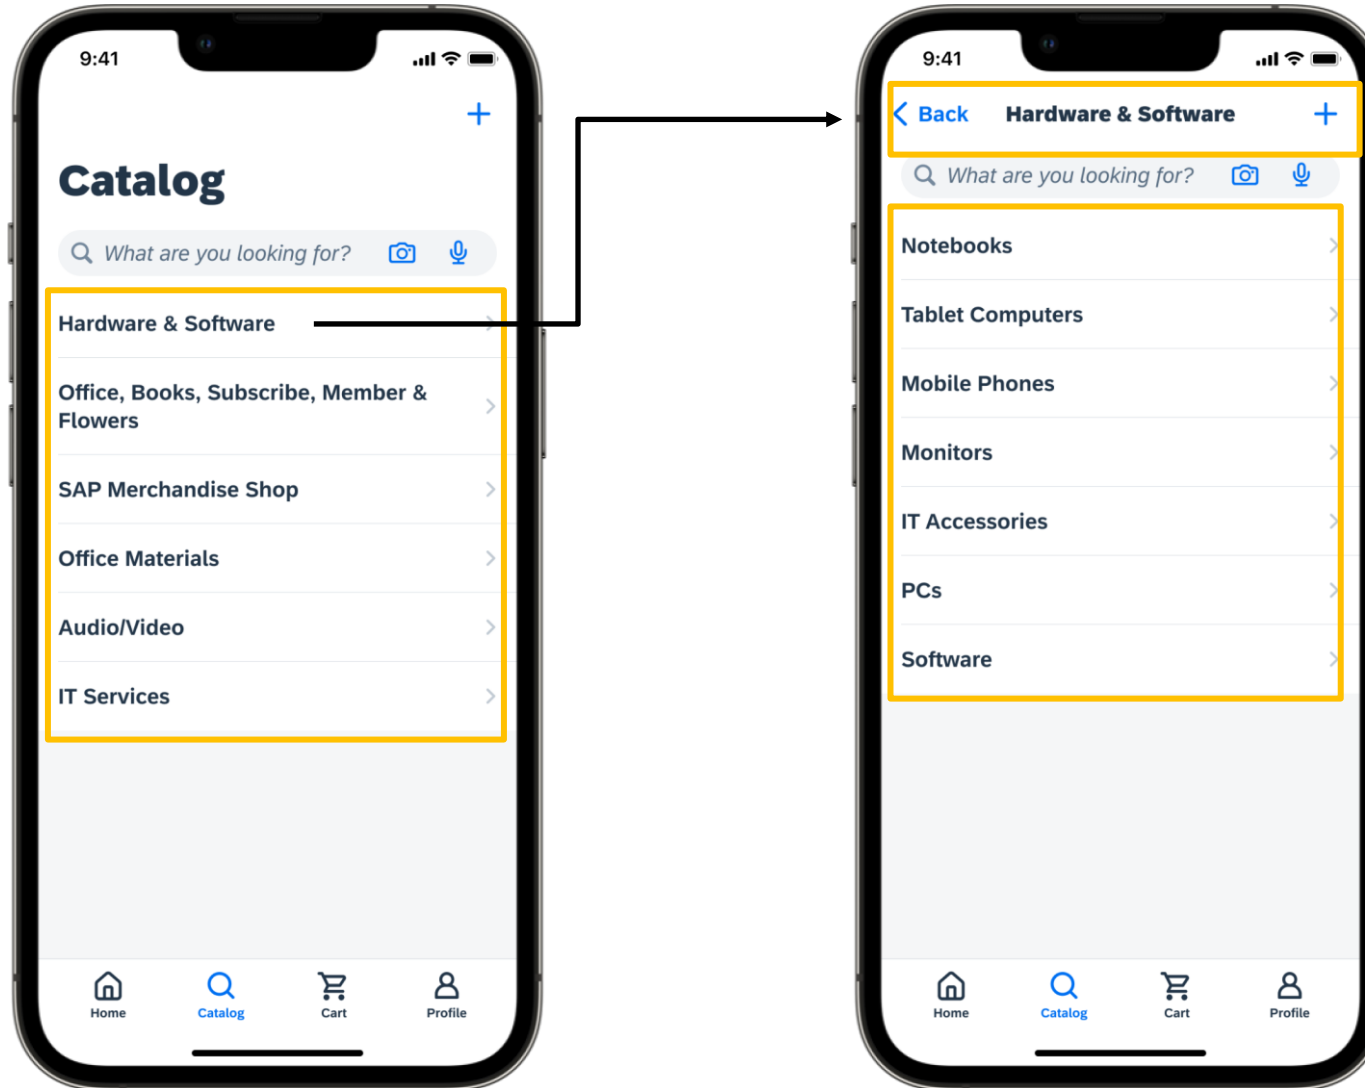 9:41
Catalog
What are you looking for?
Hardware & Software
Office, Books, Subscribe, Member &
Flowers
SAP Merchandise Shop
Office Materials
Audio/Video
IT Services
Home
Catalog
Cart
Profile
9:41
Back
Hardware & Software
What are you looking for?
Notebooks
Tablet Computers
Mobile Phones
Monitors
IT Accessories
PCs
Software
Home
Catalog
Cart
Profile